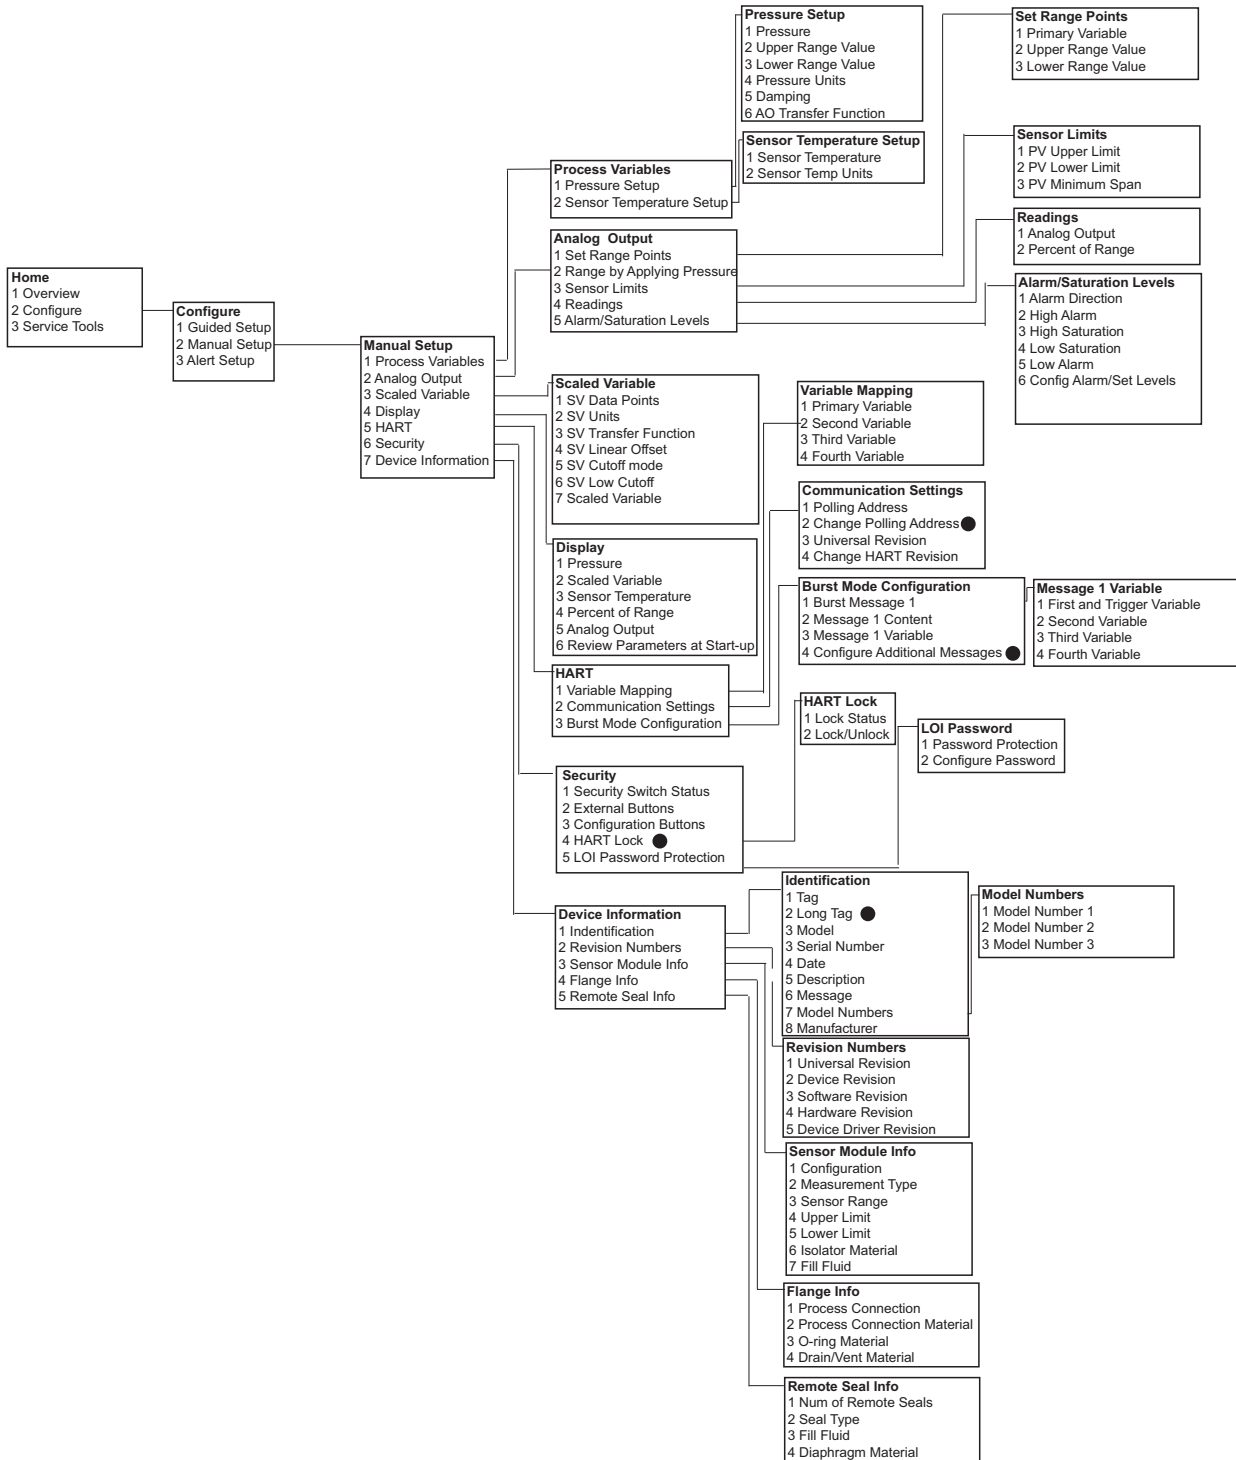 Home
1 Overview
2 Configure
3 Service Tools
Configure
1 Guided Setup
2 Manual Setup
3 Alert Setup
Manual Setup
1 Process Variables
2 Analog Output
3 Scaled Variable
4 Display
5 HART
6 Security
7 Device Information
Process Variables
1 Pressure Setup
2 Sensor Temperature Setup
Analog Output
1 Set Range Points
2 Range by Applying Pressure
3 Sensor Limits
4 Readings
5 Alarm/Saturation Levels
Scaled Variable
1 SV Data Points
2 SV Units
3 SV Transfer Function
4 SV Linear Offset
5 SV Cutoff mode
6 SV Low Cutoff
7 Scaled Variable
Display
1 Pressure
2 Scaled Variable
3 Sensor Temperature
4 Percent of Range
5 Analog Output
6 Review Parameters at Start-up
HART
1 Variable Mapping
2 Communication Settings
3 Burst Mode Configuration
Security
1 Security Switch Status
2 External Buttons
3 Configuration Buttons
4 HART Lock
5 LOI Password Protection
Device Information
1 Indentification
2 Revision Numbers
3 Sensor Module Info
4 Flange Info
5 Remote Seal Info
Pressure Setup
1 Pressure
2 Upper Range Value
3 Lower Range Value
4 Pressure Units
5 Damping
6 AO Transfer Function
Sensor Temperature Setup
1 Sensor Temperature
2 Sensor Temp Units
Set Range Points
1 Primary Variable
2 Upper Range Value
3 Lower Range Value
Sensor Limits
1 PV Upper Limit
2 PV Lower Limit
3 PV Minimum Span
Readings
1 Analog Output
2 Percent of Range
Alarm/Saturation Levels
1 Alarm Direction
2 High Alarm
3 High Saturation
4 Low Saturation
5 Low Alarm
6 Config Alarm/Set Levels
Variable Mapping
1 Primary Variable
2 Second Variable
3 Third Variable
4 Fourth Variable
Communication Settings
1 Polling Address
2 Change Polling Address
3 Universal Revision
4 Change HART Revision
Burst Mode Configuration
1 Burst Message 1
2 Message 1 Content
3 Message 1 Variable
4 Configure Additional Messages
Message 1 Variable
1 First and Trigger Variable
2 Second Variable
3 Third Variable
4 Fourth Variable
HART Lock
1 Lock Status
2 Lock/Unlock
LOI Password
1 Password Protection
2 Configure Password
Identification
1 Tag
2 Long Tag
3 Model
3 Serial Number
4 Date
5 Description
6 Message
7 Model Numbers
8 Manufacturer
Model Numbers
1 Model Number 1
2 Model Number 2
3 Model Number 3
Revision Numbers
1 Universal Revision
2 Device Revision
3 Software Revision
4 Hardware Revision
5 Device Driver Revision
Sensor Module Info
1 Configuration
2 Measurement Type
3 Sensor Range
4 Upper Limit
5 Lower Limit
6 Isolator Material
7 Fill Fluid
Flange Info
1 Process Connection
2 Process Connection Material
3 O-ring Material
4 Drain/Vent Material
Remote Seal Info
1 Num of Remote Seals
2 Seal Type
3 Fill Fluid
4 Diaphragm Material